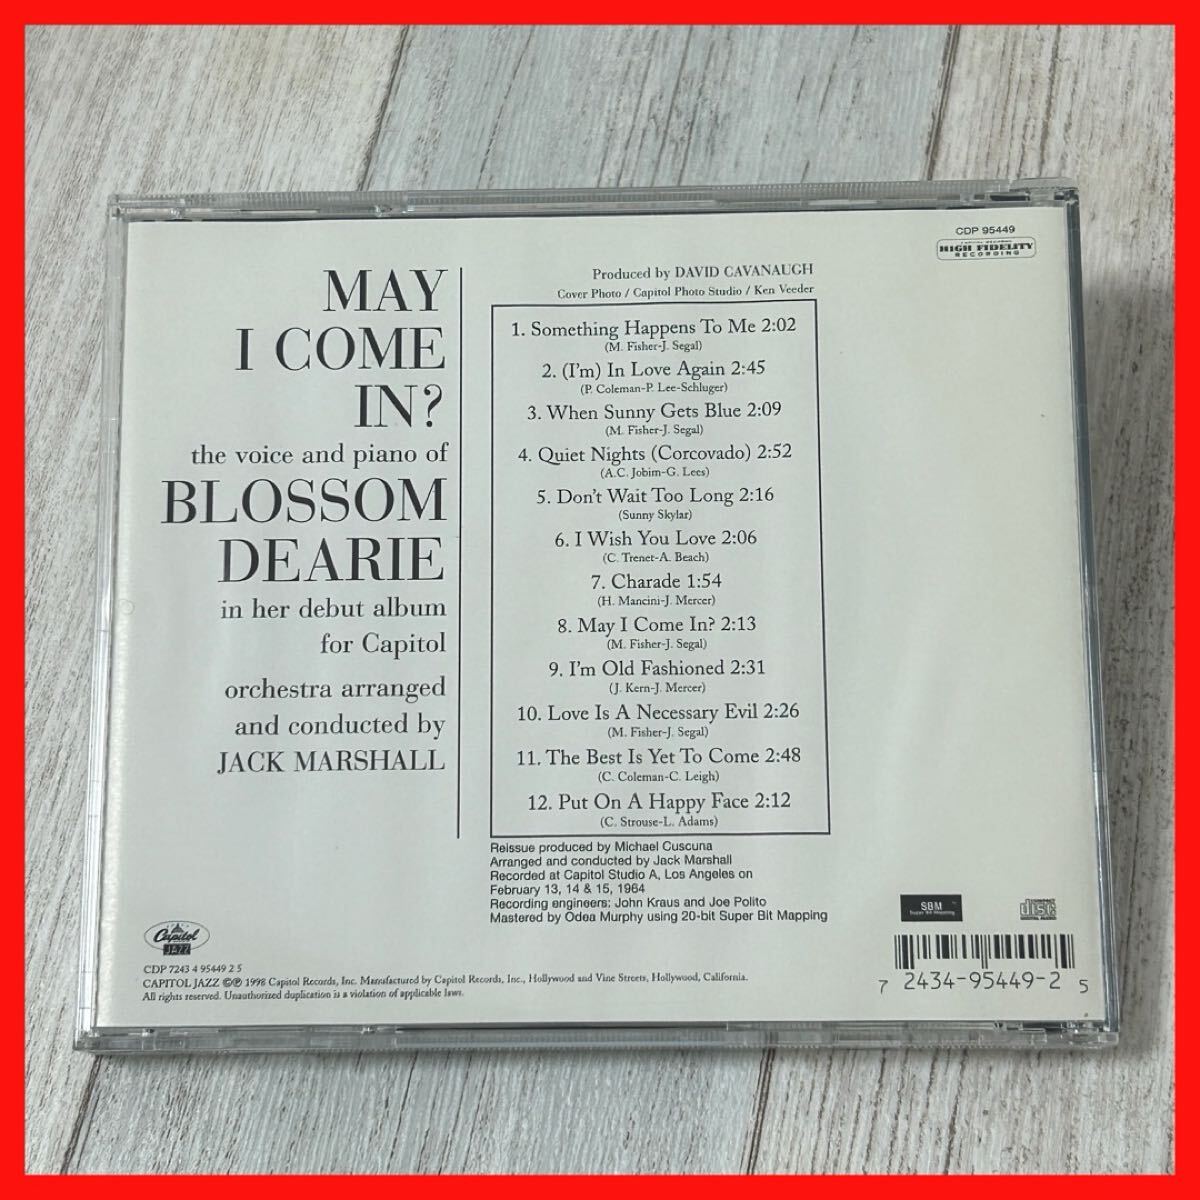 MAY
I COME
IN?
the voice and piano of
BLOSSOM
DEARIE
in her debut album
for Capitol
orchestra arranged
and conducted by
JACK MARSHALL
CDP 95449
HIGH FIDELITY
RECORDING
Produced by DAVID CAVANAUGH
Cover Photo / Capitol Photo Studio / Ken Veeder
1. Something Happens To Me 2:02
(M. Fisher-J. Segal)
2. (I'm) In Love Again 2:45
(P. Coleman-P. Lee-Schluger)
3. When Sunny Gets Blue 2:09
(M. Fisher-J. Segal)
4. Quiet Nights (Corcovado) 2:52
(A.C. Jobim-G. Lees)
5. Don't Wait Too Long 2:16
(Sunny Skylar)
6. I Wish You Love 2:06
(C. Trenet-A. Beach)
7. Charade 1:54
(H. Mancini-J. Mercer)
8. May I Come In? 2:13
(M. Fisher-J. Segal)
9. I'm Old Fashioned 2:31
(J. Kern-J. Mercer)
10. Love Is A Necessary Evil 2:26
(M. Fisher-J. Segal)
11. The Best Is Yet To Come 2:48
(C. Coleman-C. Leigh)
12. Put On A Happy Face 2:12
(C. Strouse-L. Adams)
Reissue produced by Michael Cuscuna
Arranged and conducted by Jack Marshall
Recorded at Capitol Studio A, Los Angeles on
February 13, 14 & 15, 1964
Recording engineers: John Kraus and Joe Polito
Mastered by Odea Murphy using 20-bit Super Bit Mapping
Capitol
JAZZ
CDP 7243 4 95449 2 5
CAPITOL JAZZ ©℗ 1998 Capitol Records, Inc. Manufactured by Capitol Records, Inc., Hollywood and Vine Streets, Hollywood, California.
All rights reserved. Unauthorized duplication is a violation of applicable laws.
SBM
Super Bit Mapping
COMPACT
disc
DIGITAL AUDIO
7 2434-95449-2 5